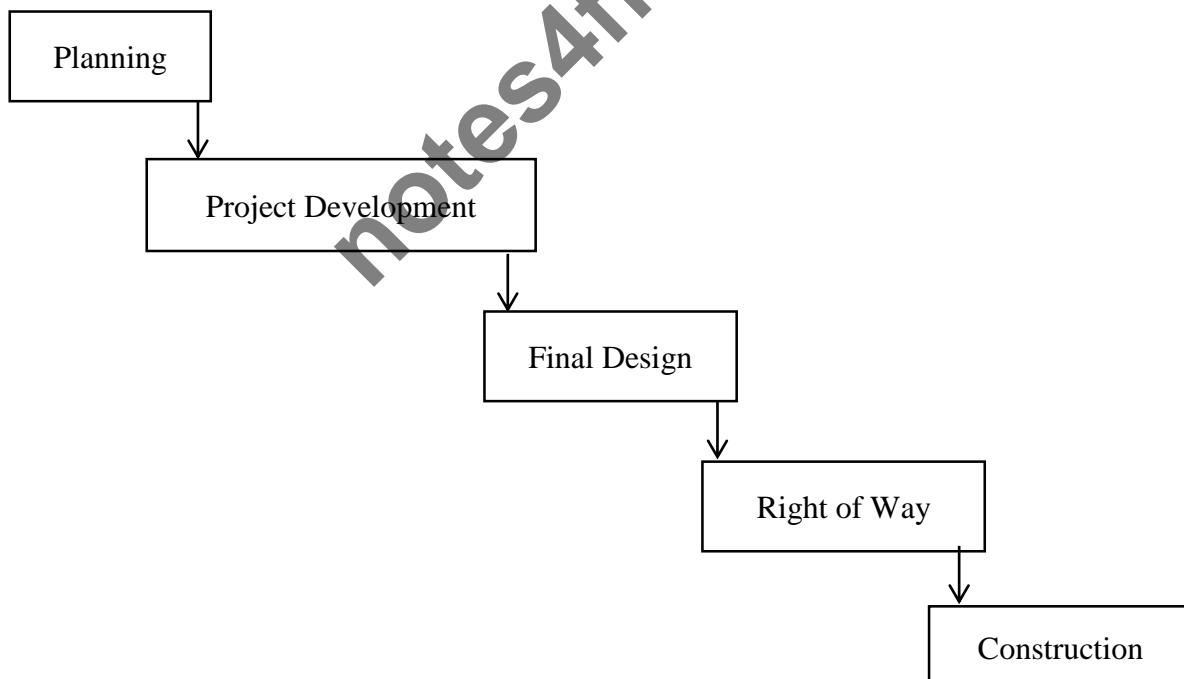 Planning
Project Development
Final Design
Right of Way
Construction